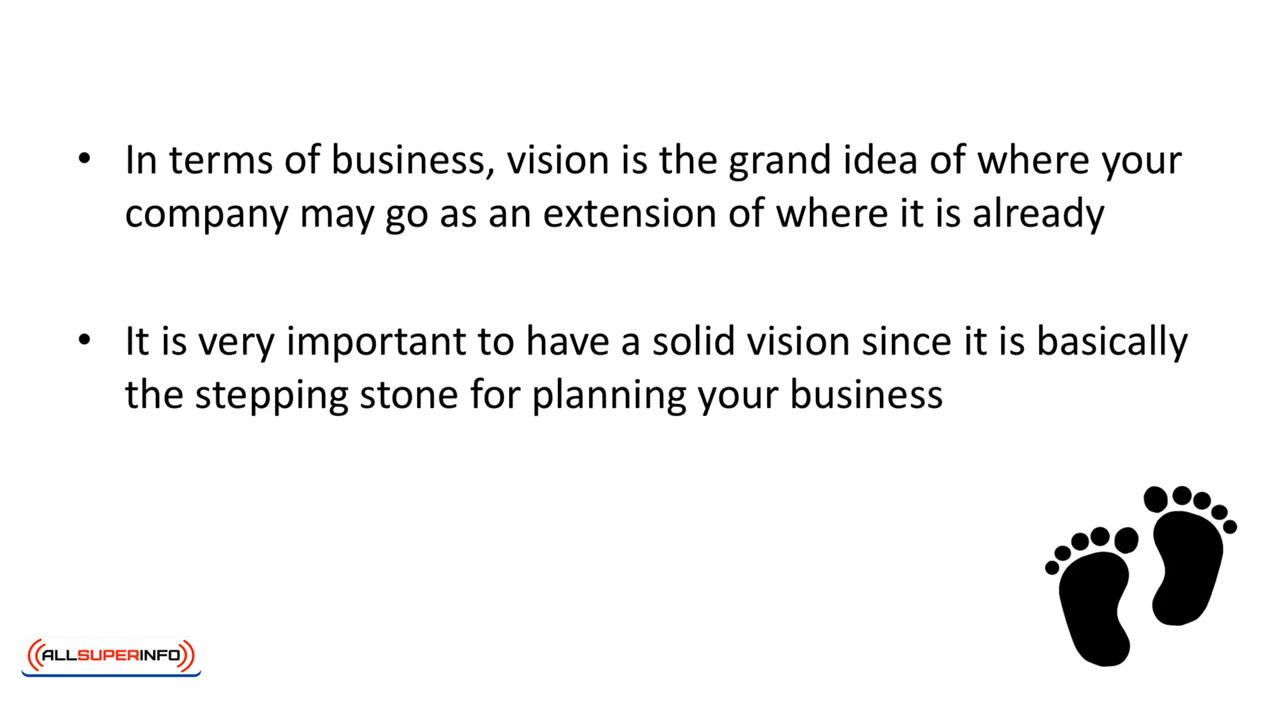 • In terms of business, vision is the grand idea of where your
company may go as an extension of where it is already
• It is very important to have a solid vision since it is basically
the stepping stone for planning your business
((ALLSUPERINFO))